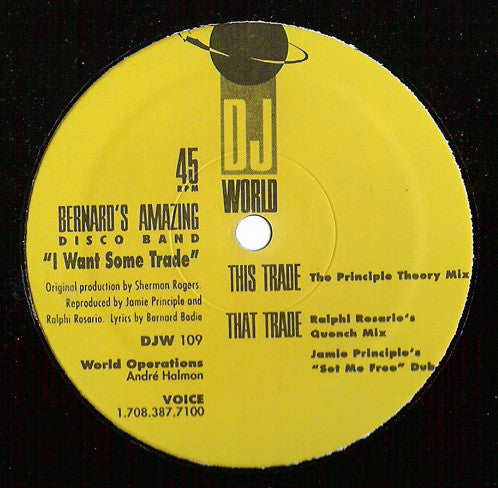 DJ
WORLD
45
RPM
BERNARD'S AMAZING
DISCO BAND
"I Want Some Trade"
Original production by Sherman Rogers.
Reproduced by Jamie Principle and
Ralphi Rosario. Lyrics by Bernard Badie
DJW 109
World Operations
André Halmon
VOICE
1.708.387.7100
THIS TRADE The Principle Theory Mix
THAT TRADE Ralphi Rosario's
Quench Mix
Jamie Principle's
"Set Me Free" Dub